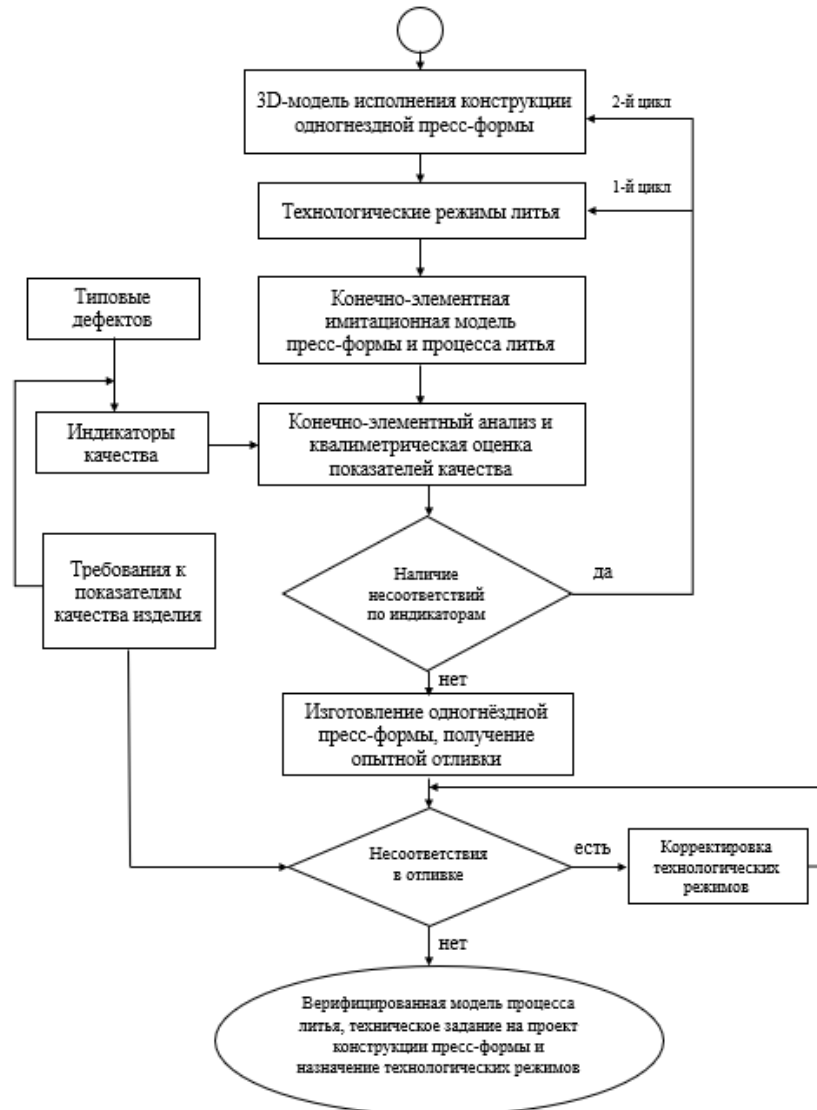 3D-модель исполнения конструкции
одногнездной пресс-формы
2-й цикл
Технологические режимы литья
1-й цикл
Типовые
дефектов
Конечно-элементная
имитационная модель
пресс-формы и процесса литья
Индикаторы
качества
Конечно-элементный анализ и
квалиметрическая оценка
показателей качества
Требования к
показателям
качества изделия
Наличие
несоответствий
по индикаторам
да
нет
Изготовление одногнёздной
пресс-формы, получение
опытной отливки
Несоответствия
в отливке
есть
Корректировка
технологических
режимов
нет
Верифицированная модель процесса
литья, техническое задание на проект
конструкции пресс-формы и
назначение технологических режимов